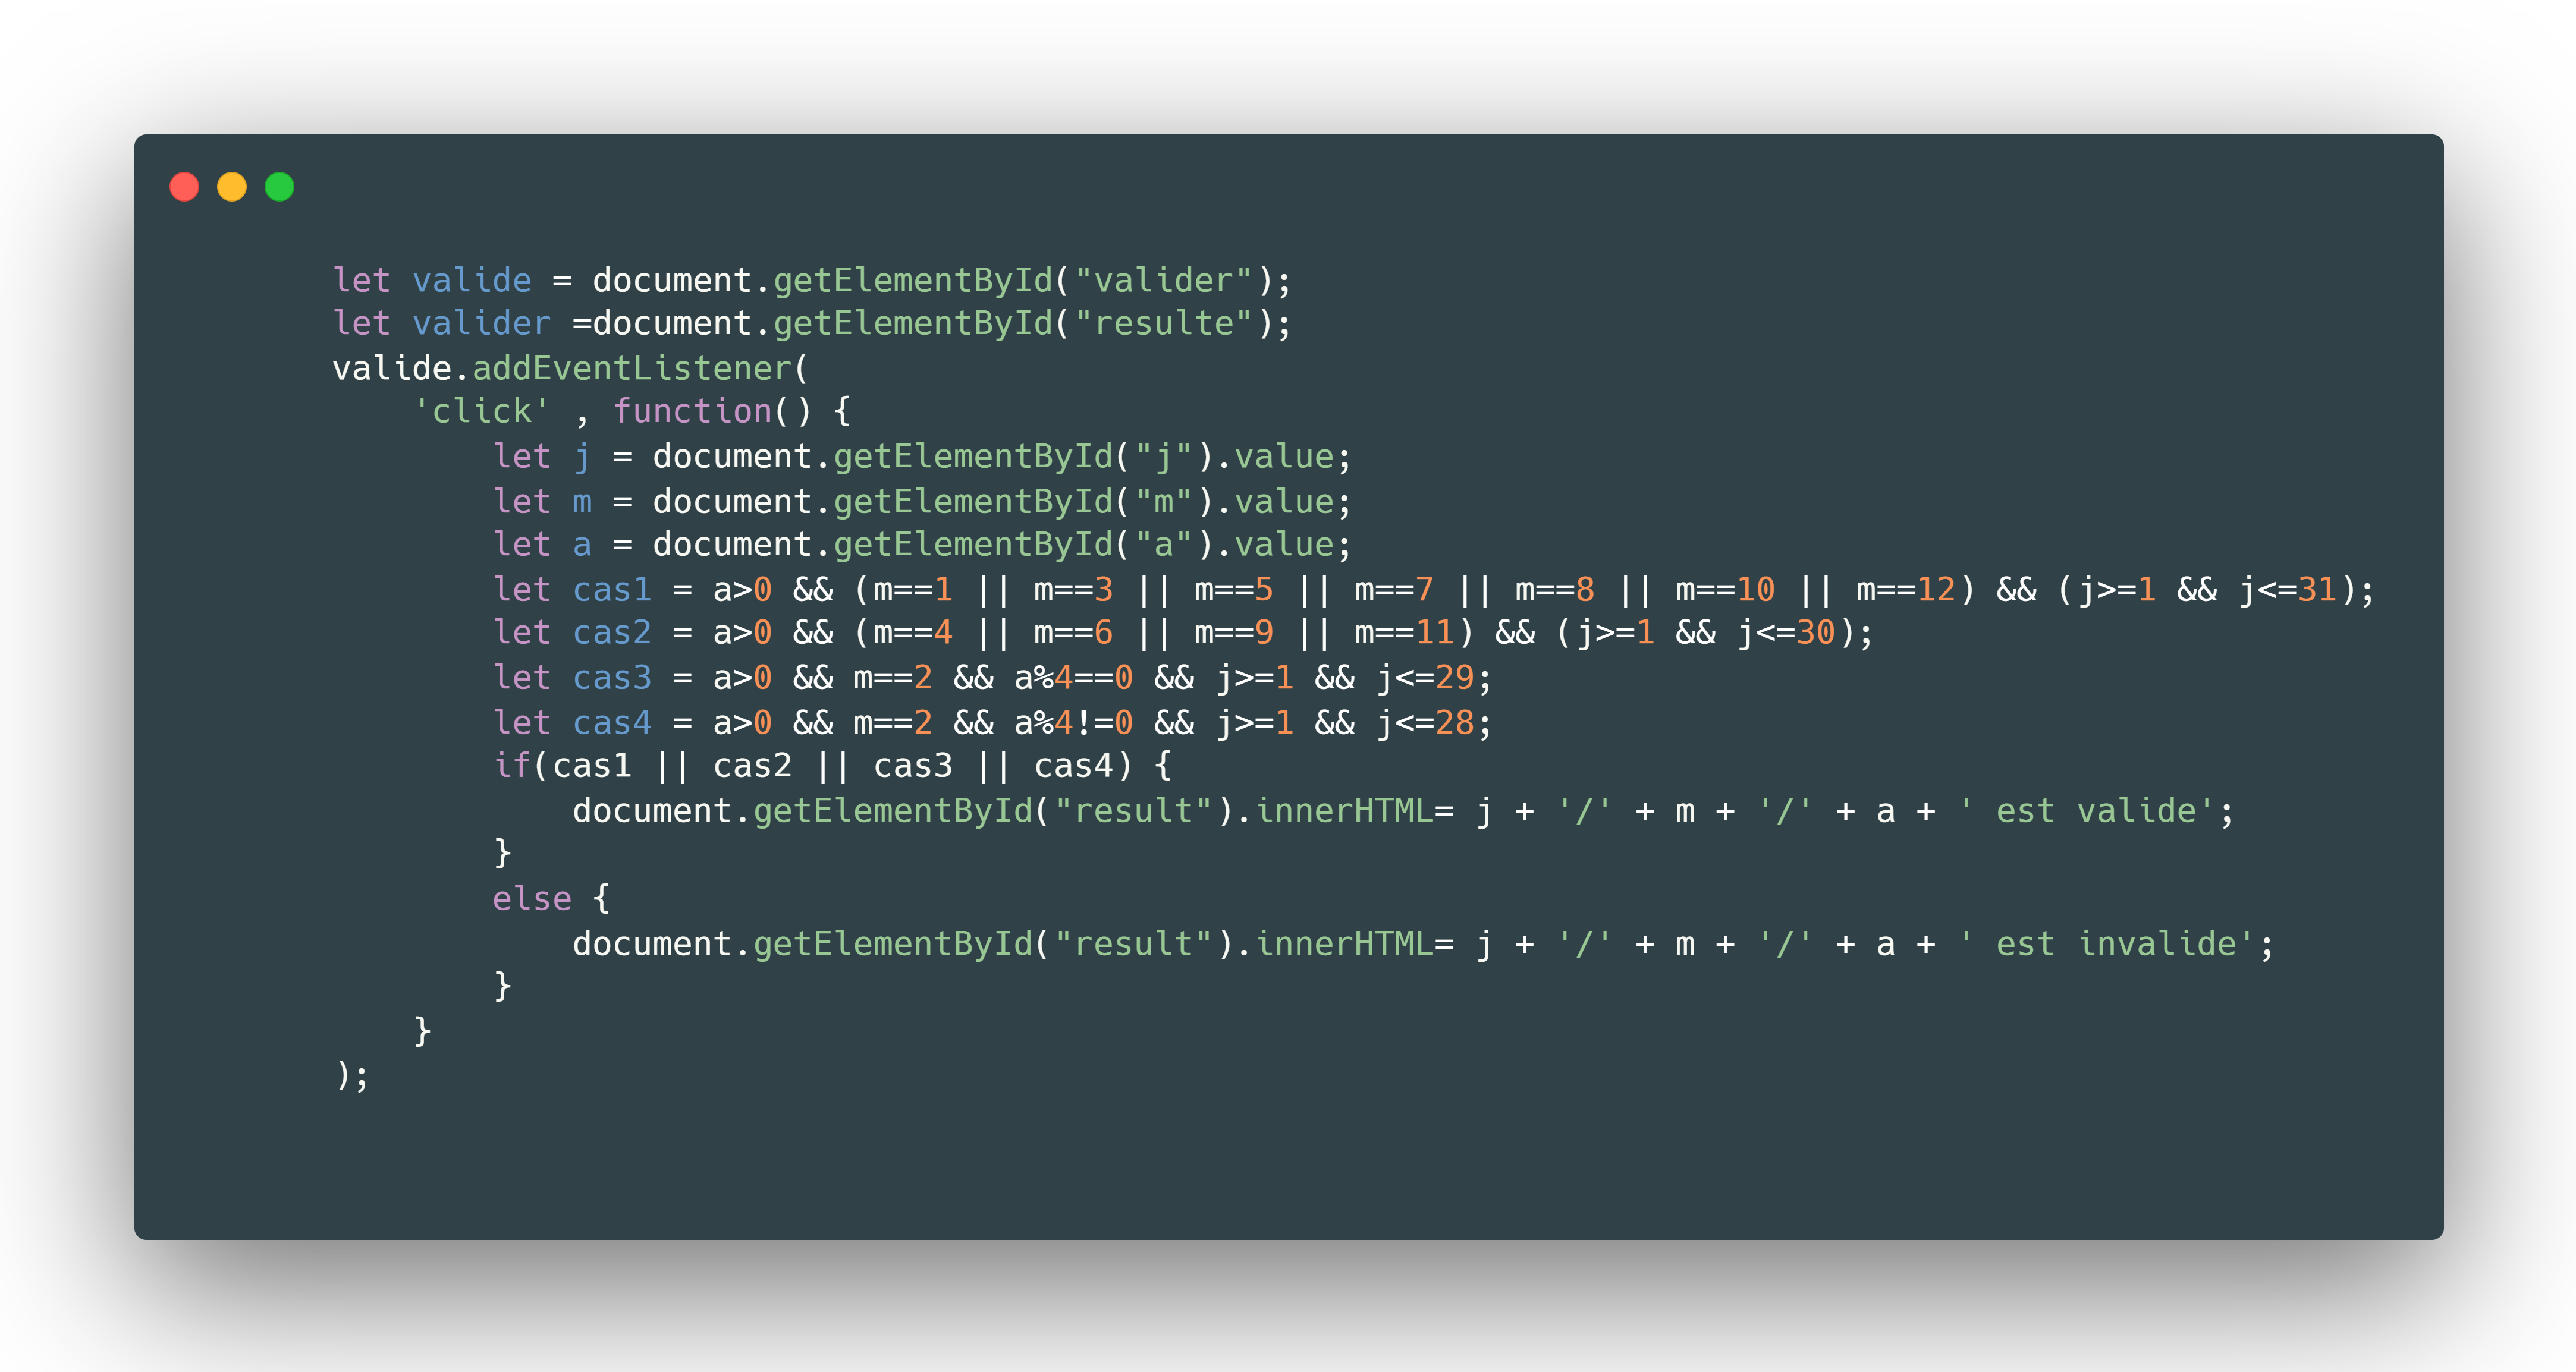 let valide = document.getElementById("valider");
let valider =document.getElementById("resulte");
valide.addEventListener(
    'click' , function() {
        let j = document.getElementById("j").value;
        let m = document.getElementById("m").value;
        let a = document.getElementById("a").value;
        let cas1 = a>0 && (m==1 || m==3 || m==5 || m==7 || m==8 || m==10 || m==12) && (j>=1 && j<=31);
        let cas2 = a>0 && (m==4 || m==6 || m==9 || m==11) && (j>=1 && j<=30);
        let cas3 = a>0 && m==2 && a%4==0 && j>=1 && j<=29;
        let cas4 = a>0 && m==2 && a%4!=0 && j>=1 && j<=28;
        if(cas1 || cas2 || cas3 || cas4) {
            document.getElementById("result").innerHTML= j + '/' + m + '/' + a + ' est valide';
        }
        else {
            document.getElementById("result").innerHTML= j + '/' + m + '/' + a + ' est invalide';
        }
    }
);